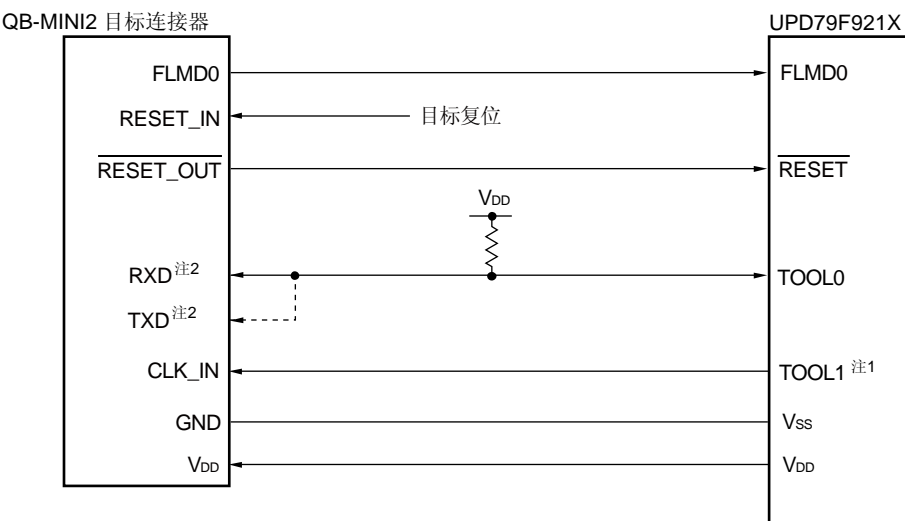 QB-MINI2 目标连接器
UPD79F921X
FLMD0
FLMD0
RESET_IN
目标复位
RESET_OUT
RESET
VDD
RXD注2
TOOL0
TXD注2
CLK_IN
TOOL1 注1
GND
VSS
VDD
VDD